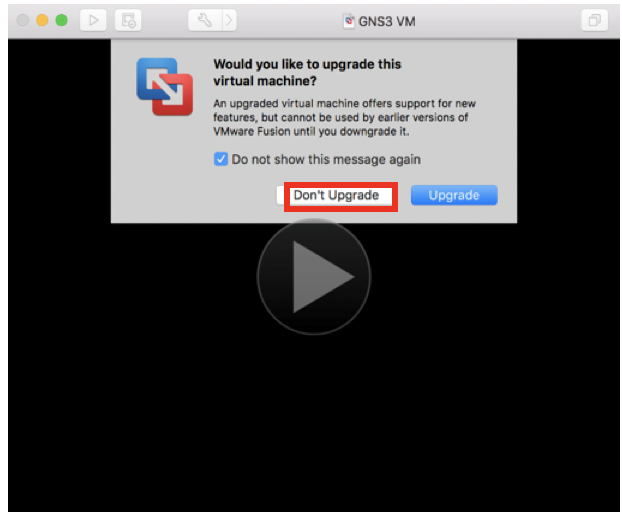 GNS3 VM
Would you like to upgrade this
virtual machine?
An upgraded virtual machine offers support for new
features, but cannot be used by earlier versions of
VMware Fusion until you downgrade it.
Do not show this message again
Don't Upgrade
Upgrade